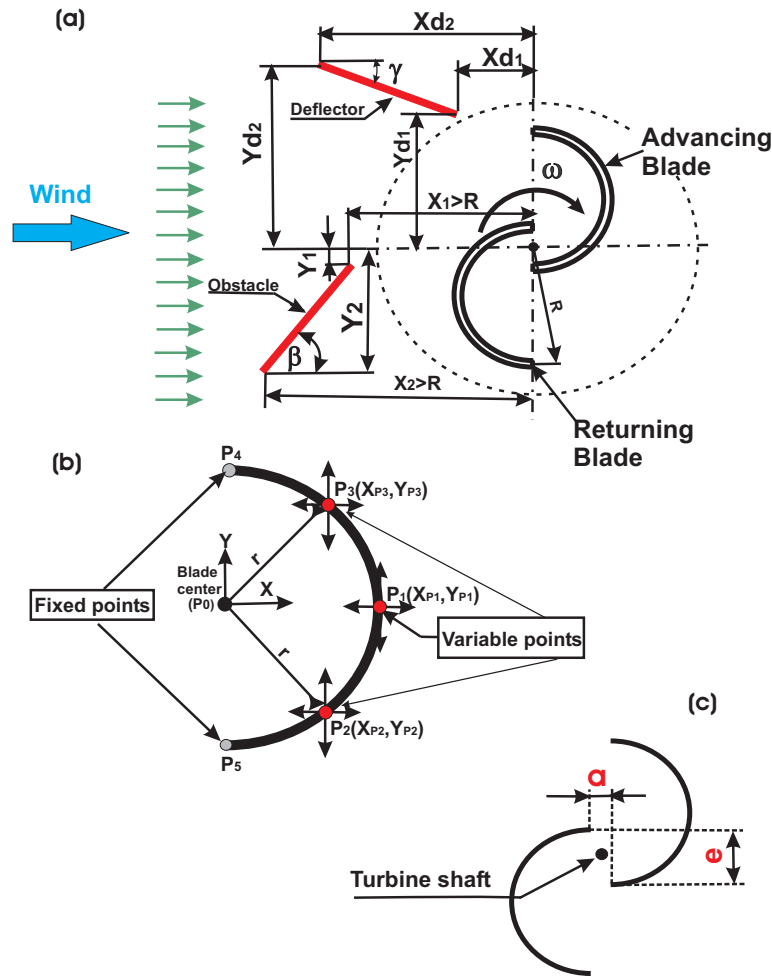 (a)
Xd2
Xd1
γ
Deflector
Yd2
Yd1
Advancing
Blade
ω
Wind
X1>R
Y1
Obstacle
Y2
R
β
X2>R
Returning
Blade
(b)
P4
P3(XP3,YP3)
Y
r
Blade
center
(P0)
X
P1(XP1,YP1)
Fixed points
Variable points
r
P2(XP2,YP2)
P5
(c)
a
e
Turbine shaft